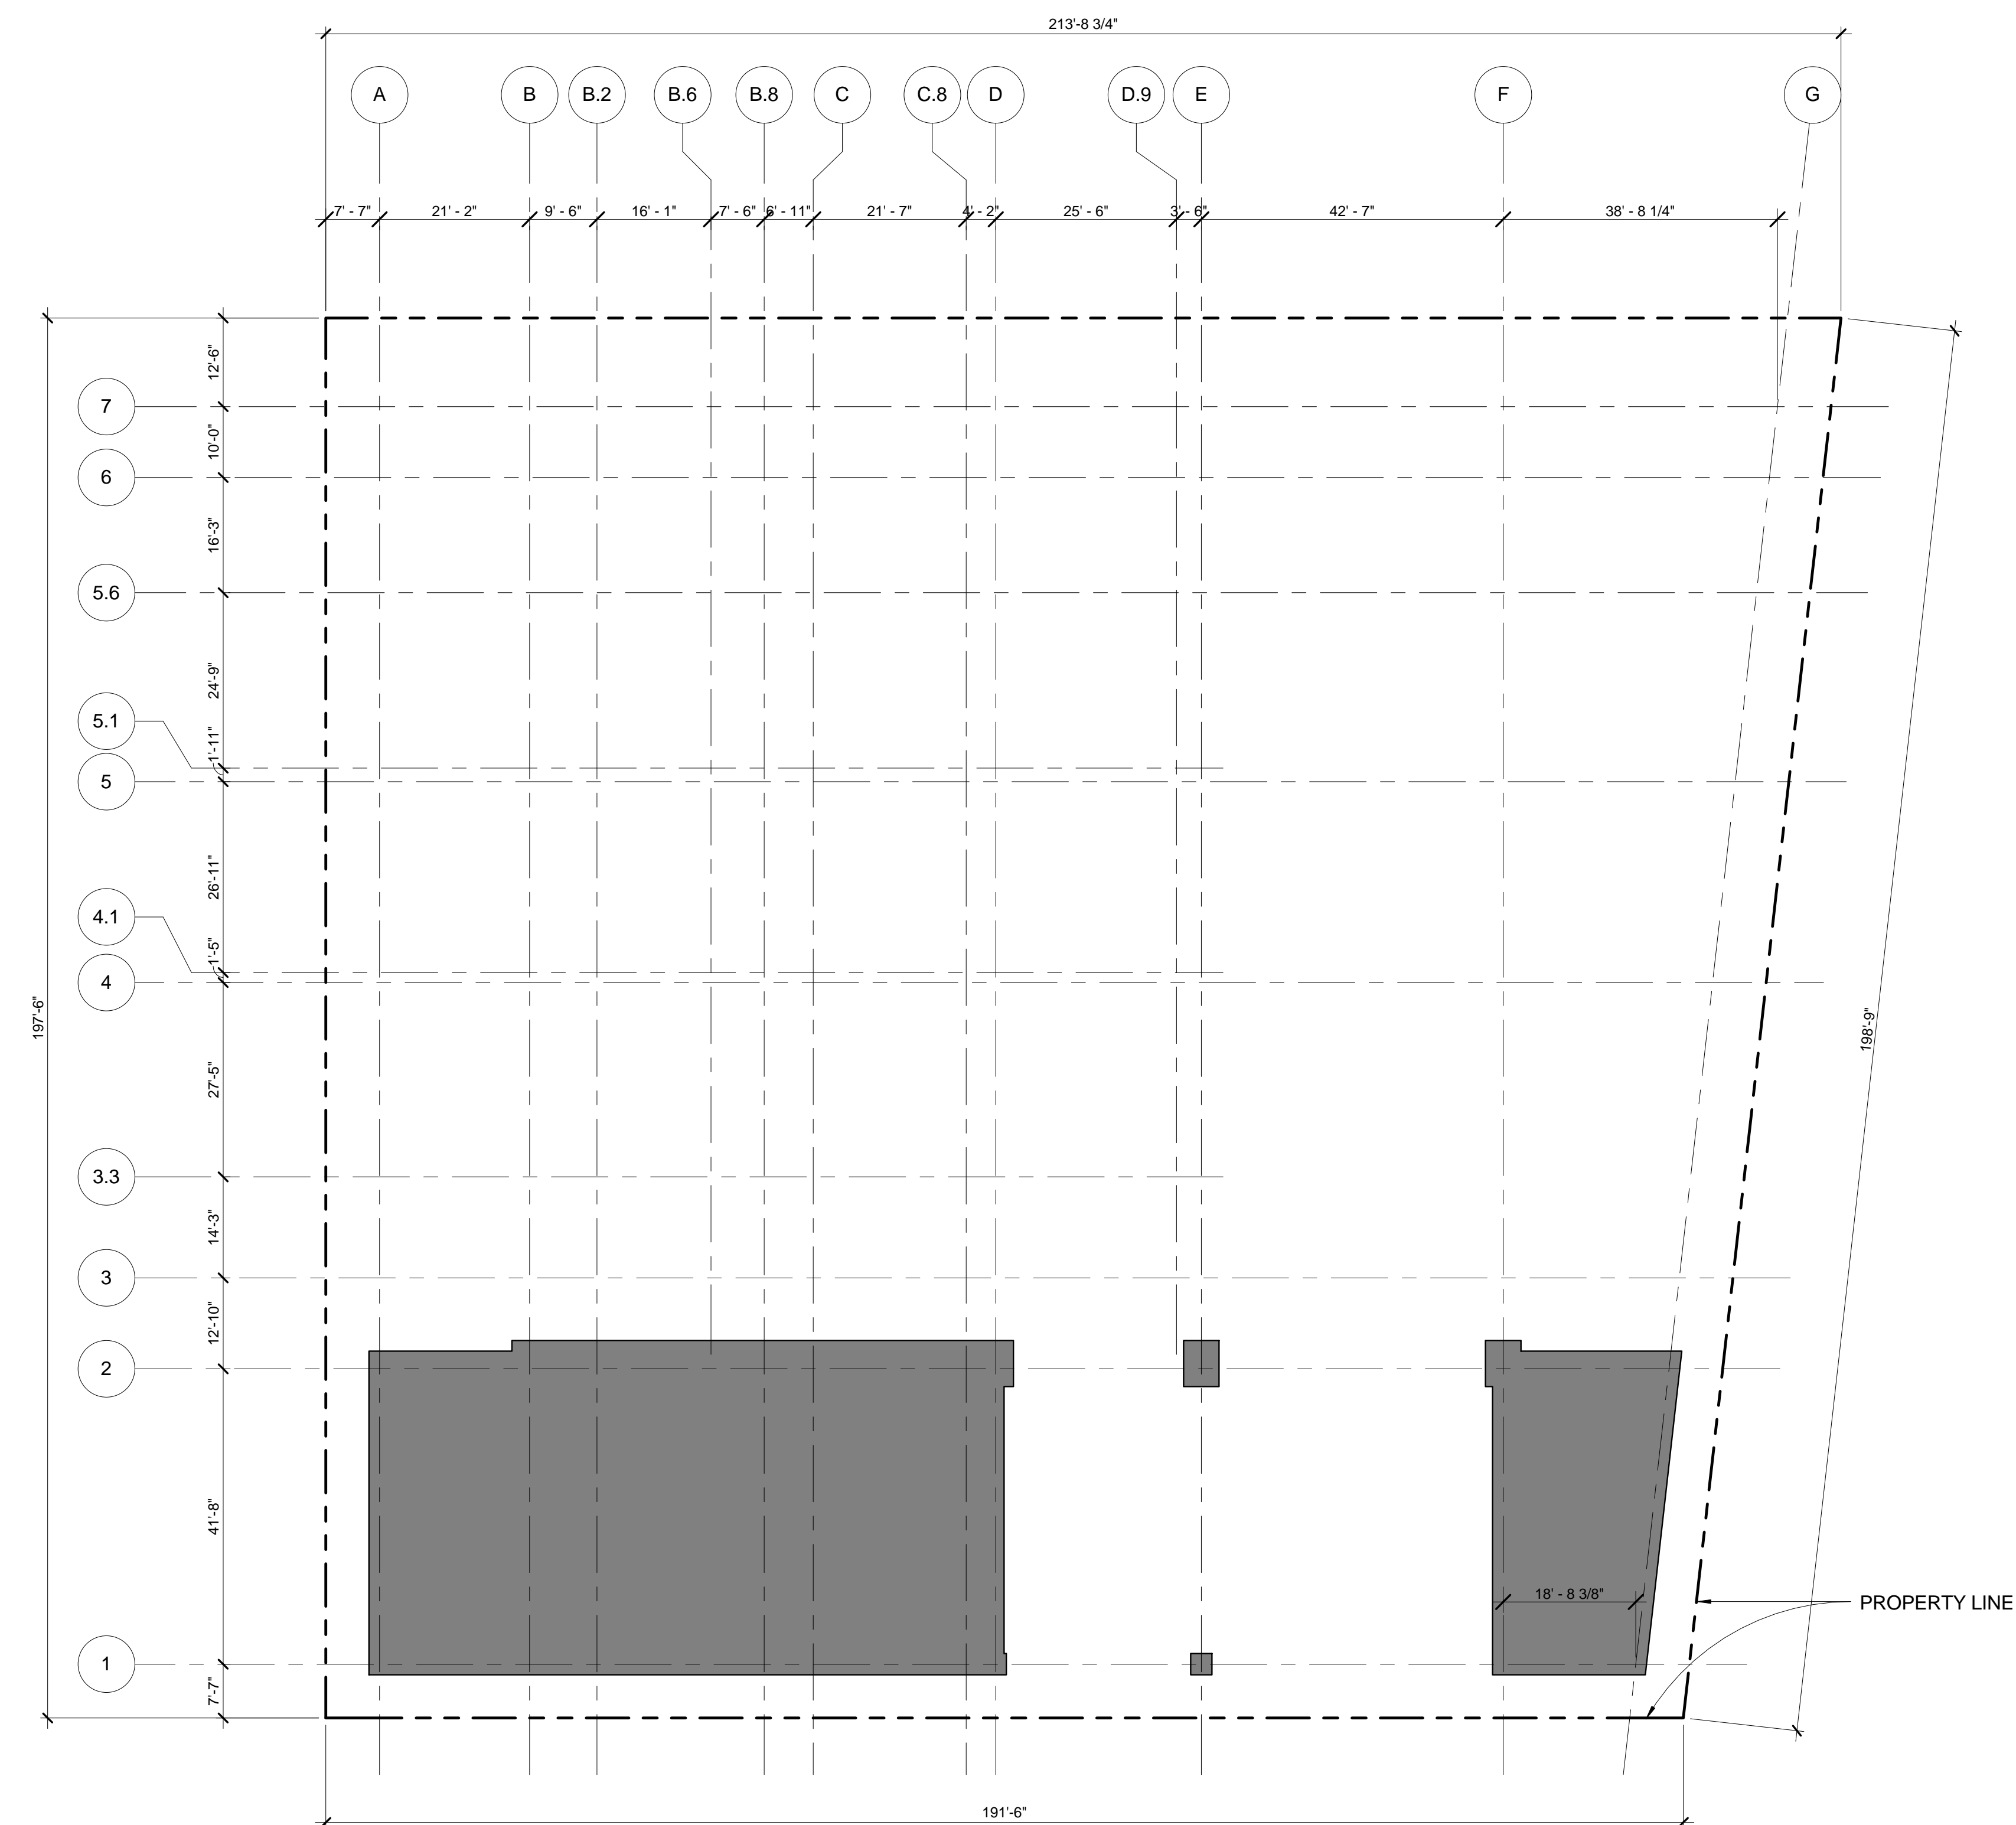 213'-8 3/4"
A
B
B.2
B.6
B.8
C
C.8
D
D.9
E
F
G
7' - 7"
21' - 2"
9' - 6"
16' - 1"
7' - 6"
6' - 11"
21' - 7"
4' - 2"
25' - 6"
3' - 6"
42' - 7"
38' - 8 1/4"
12'-6"
7
10'-0"
6
16'-3"
5.6
24'-9"
5.1
1'-11"
5
26'-11"
4.1
1'-5"
4
197'-6"
198'-9"
27'-5"
3.3
14'-3"
3
12'-10"
2
41'-8"
18' - 8 3/8"
PROPERTY LINE
1
7'-7"
191'-6"